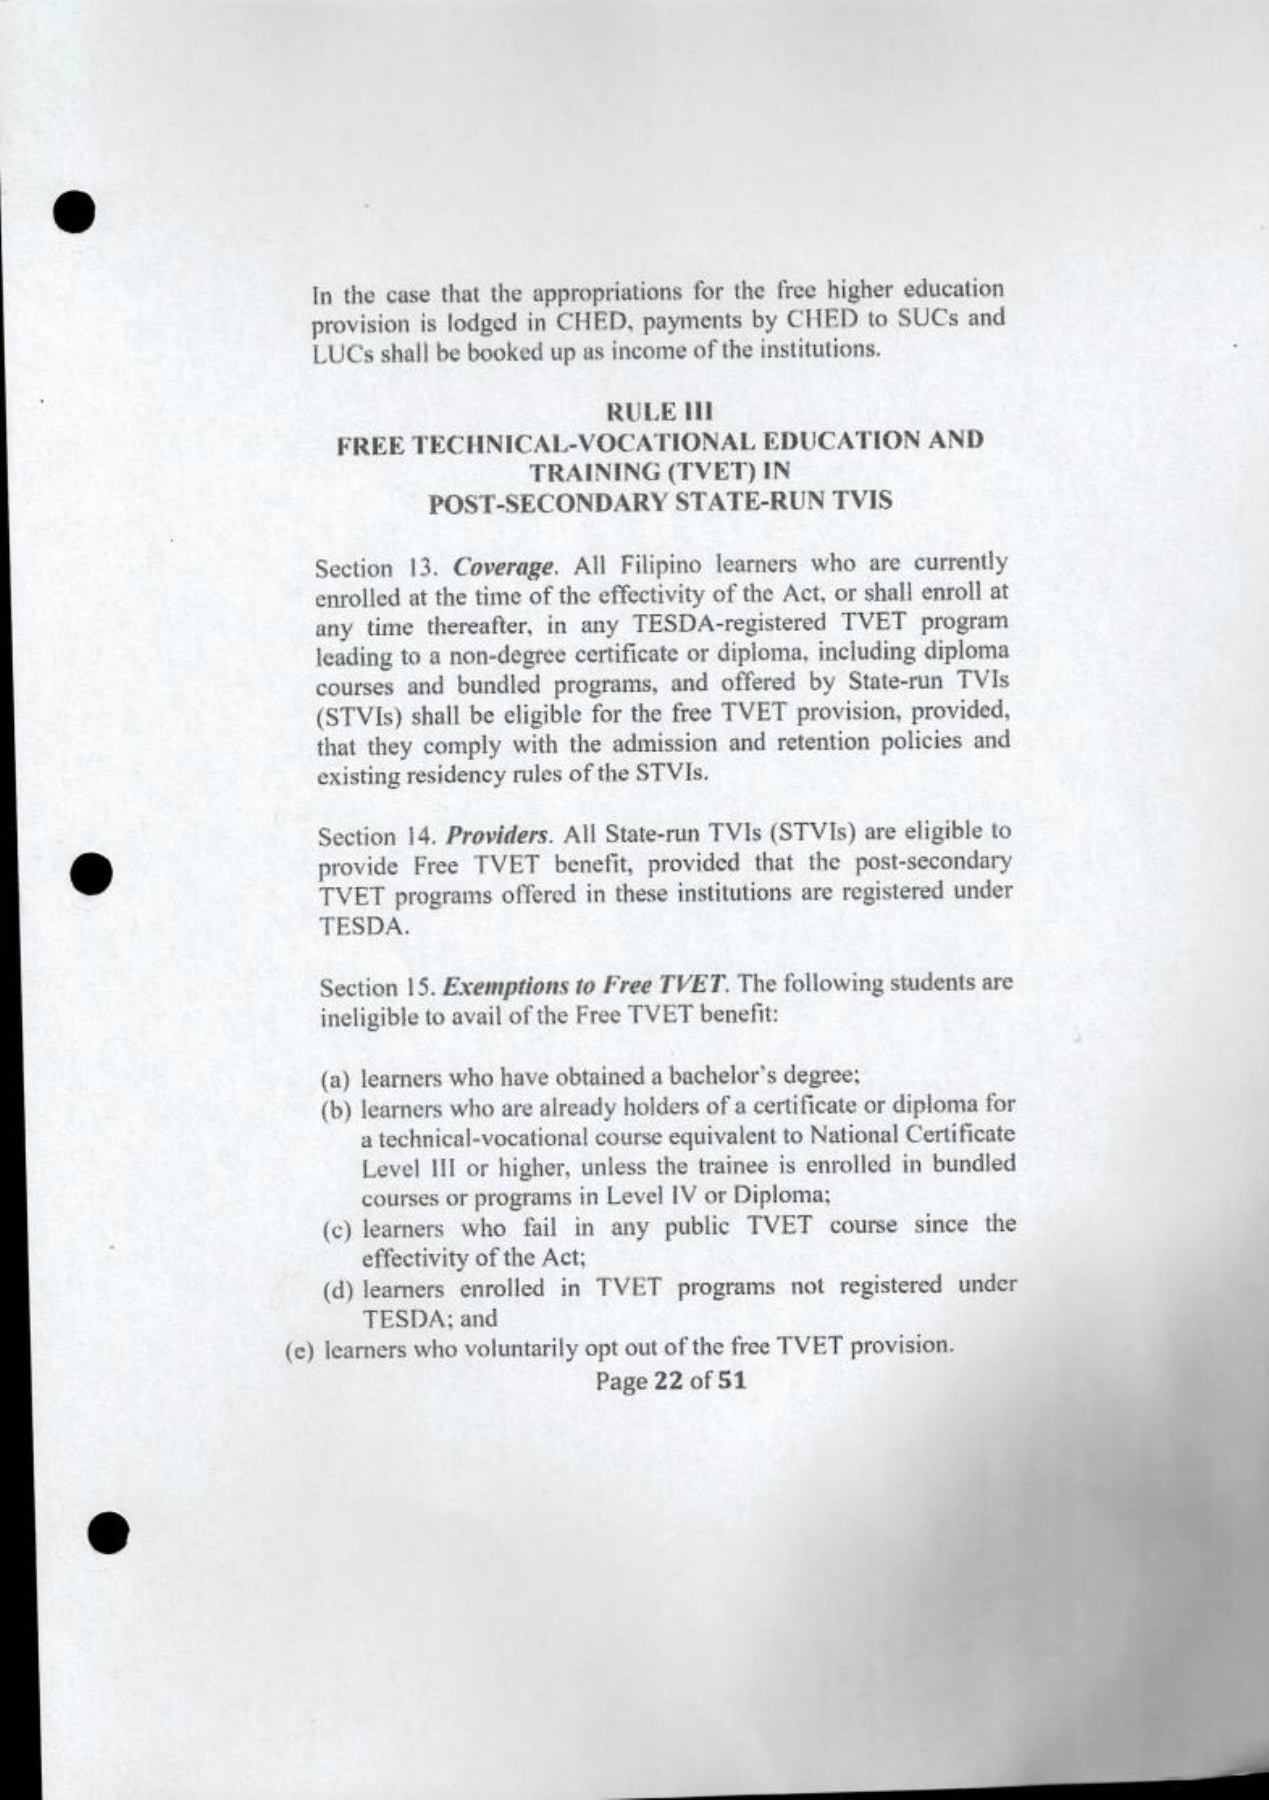 In the case that the appropriations for the free higher education
provision is lodged in CHED, payments by CHED to SUCs and
LUCs shall be booked up as income of the institutions.
RULE III
FREE TECHNICAL-VOCATIONAL EDUCATION AND
TRAINING (TVET) IN
POST-SECONDARY STATE-RUN TVIS
Section 13. Coverage. All Filipino learners who are currently
enrolled at the time of the effectivity of the Act, or shall enroll at
any time thereafter, in any TESDA-registered TVET program
leading to a non-degree certificate or diploma, including diploma
courses and bundled programs, and offered by State-run TVIs
(STVIs) shall be eligible for the free TVET provision, provided,
that they comply with the admission and retention policies and
existing residency rules of the STVIs.
Section 14. Providers. All State-run TVIs (STVIs) are eligible to
provide Free TVET benefit, provided that the post-secondary
TVET programs offered in these institutions are registered under
TESDA.
Section 15. Exemptions to Free TVET. The following students are
ineligible to avail of the Free TVET benefit:
(a) learners who have obtained a bachelor's degree;
(b) learners who are already holders of a certificate or diploma for
a technical-vocational course equivalent to National Certificate
Level III or higher, unless the trainee is enrolled in bundled
courses or programs in Level IV or Diploma;
(c) learners who fail in any public TVET course since the
effectivity of the Act;
(d) learners enrolled in TVET programs not registered under
TESDA; and
(e) learners who voluntarily opt out of the free TVET provision.
Page 22 of 51